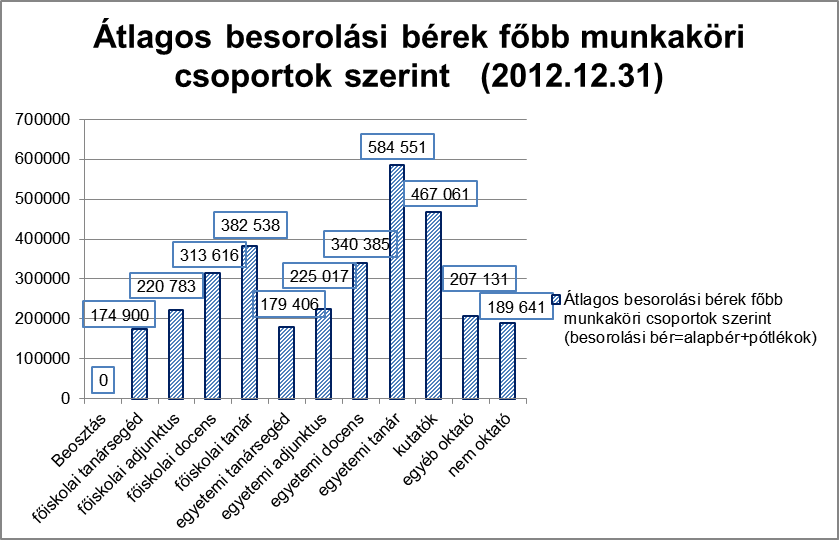 Átlagos besorolási bérek főbb munkaköri
csoportok szerint (2012.12.31)
700000
600000
500000
400000
300000
200000
100000
0
0
174 900
220 783
313 616
382 538
179 406
225 017
340 385
584 551
467 061
207 131
189 641
Beosztás
főiskolai tanársegéd
főiskolai adjunktus
főiskolai docens
főiskolai tanár
egyetemi tanársegéd
egyetemi adjunktus
egyetemi docens
egyetemi tanár
kutatók
egyéb oktató
nem oktató
Átlagos besorolási bérek főbb
munkaköri csoportok szerint
(besorolási bér=alapbér+pótlékok)